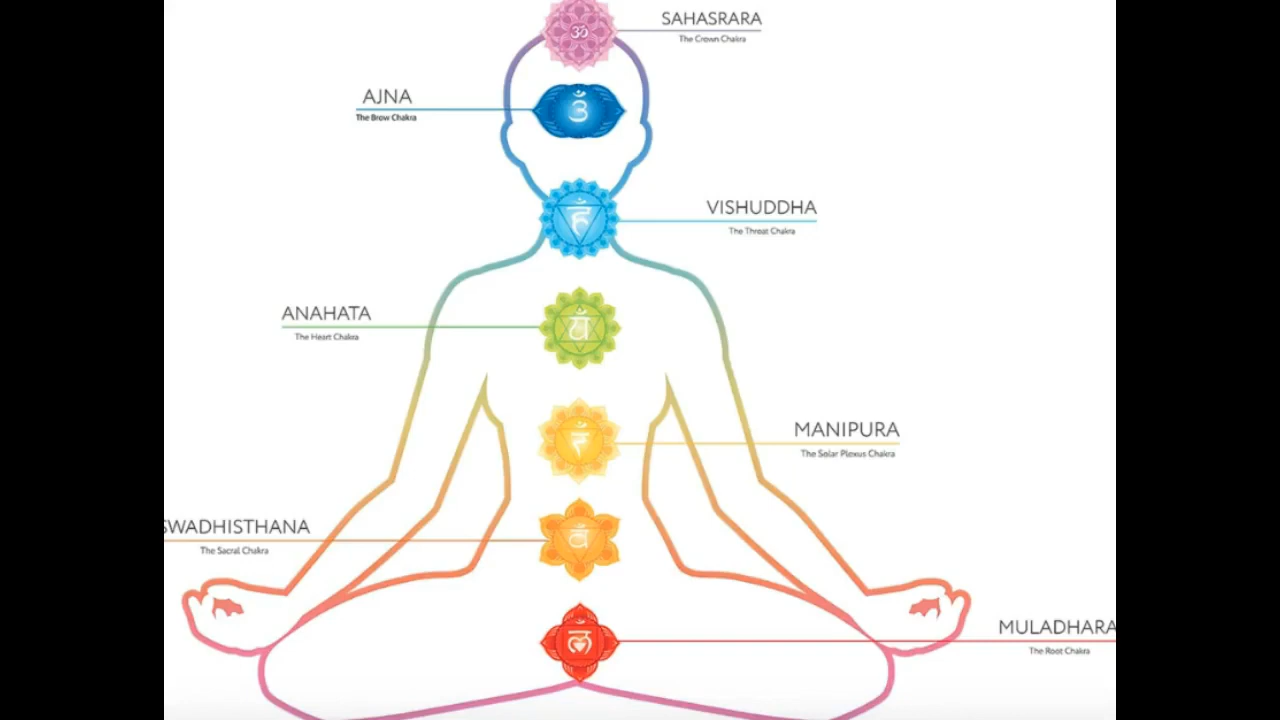 SAHASRARA
The Crown Chakra
ॐ
AJNA
The Brow Chakra
VISHUDDHA
The Throat Chakra
ANAHATA
The Heart Chakra
यँ
MANIPURA
The Solar Plexus Chakra
SWADHISTHANA
The Sacral Chakra
MULADHARA
The Root Chakra